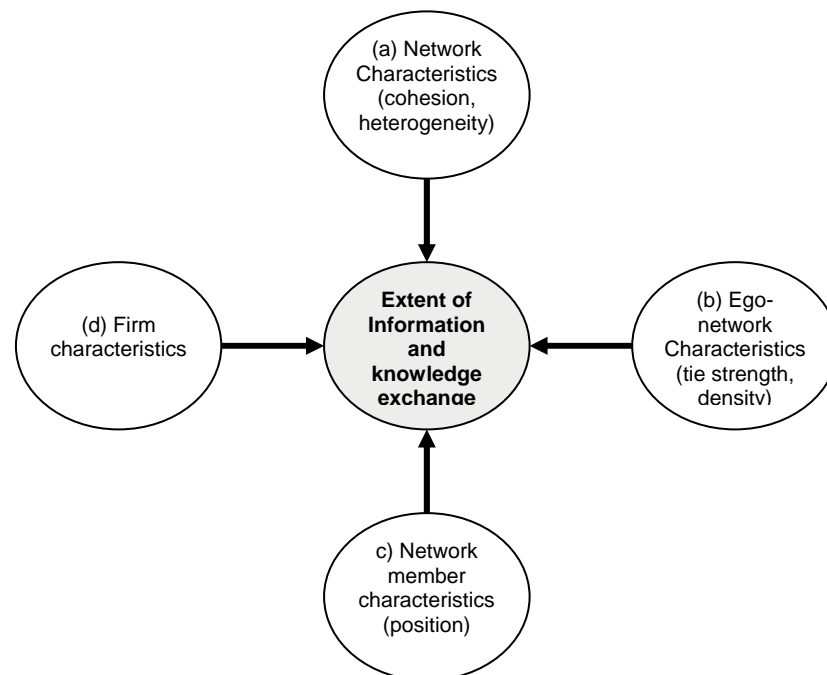 (a) Network
Characteristics
(cohesion,
heterogeneity)
(d) Firm
characteristics
Extent of
Information
and
knowledge
exchange
(b) Ego-
network
Characteristics
(tie strength,
density)
c) Network
member
characteristics
(position)